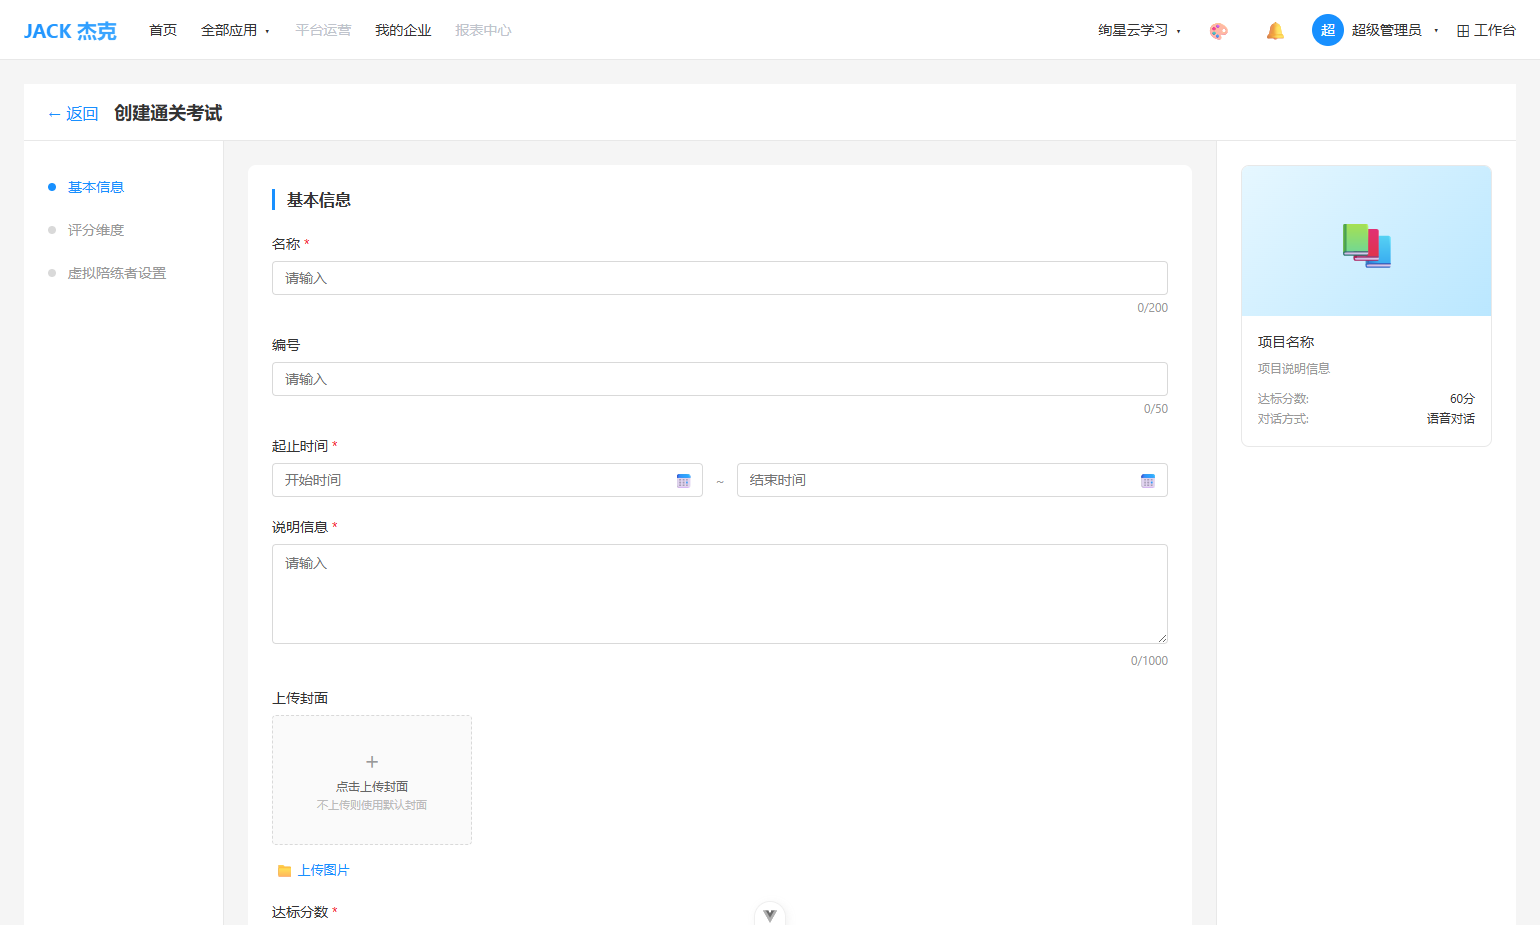 JACK 杰克 首页 全部应用 平台运营 我的企业 报表中心 绚星云学习 超 超级管理员 工作台
← 返回 创建通关考试
基本信息
评分维度
虚拟陪练者设置
基本信息
名称 *
请输入
0/200
编号
请输入
0/50
起止时间 *
开始时间 ~ 结束时间
说明信息 *
请输入
0/1000
上传封面
+
点击上传封面
不上传则使用默认封面
上传图片
达标分数 *
项目名称
项目说明信息
达标分数: 60分
对话方式: 语音对话